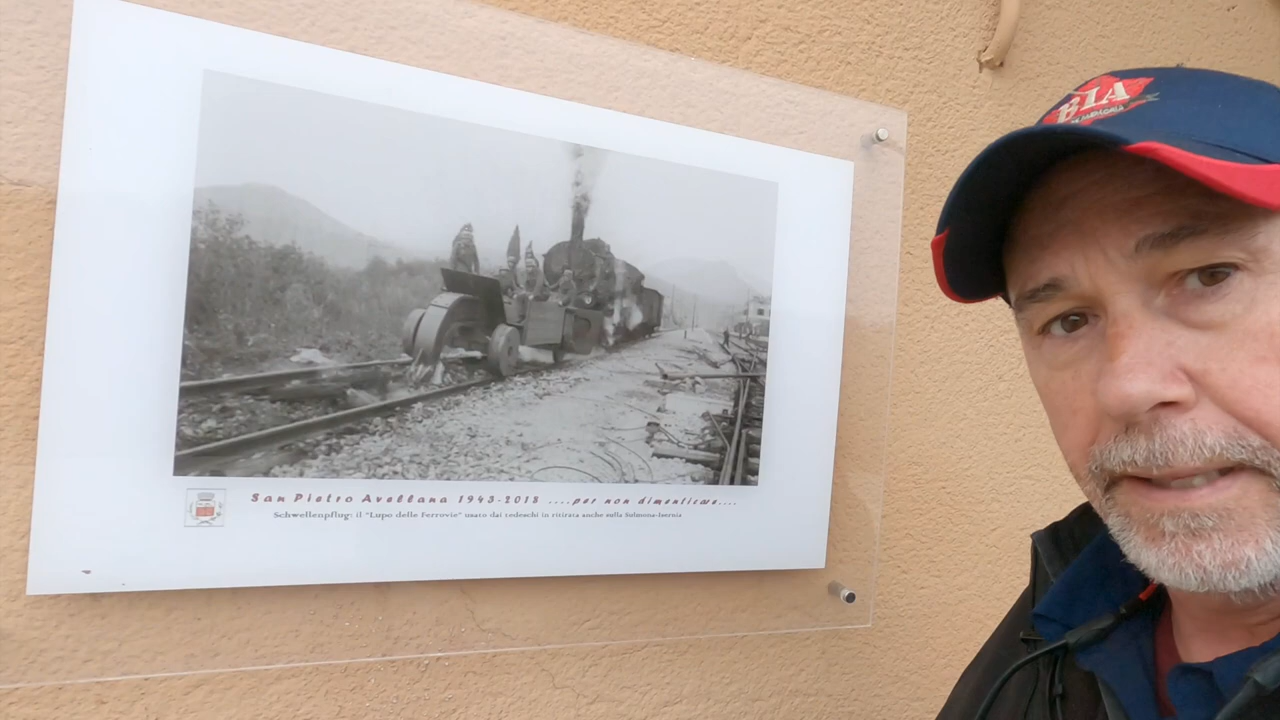 BIA
San Pietro Avellana 1943-2018 ....per non dimenticare....
Schwellenpflug: il "Lupo delle Ferrovie" usato dai tedeschi in ritirata anche sulla Sulmona-Isernia